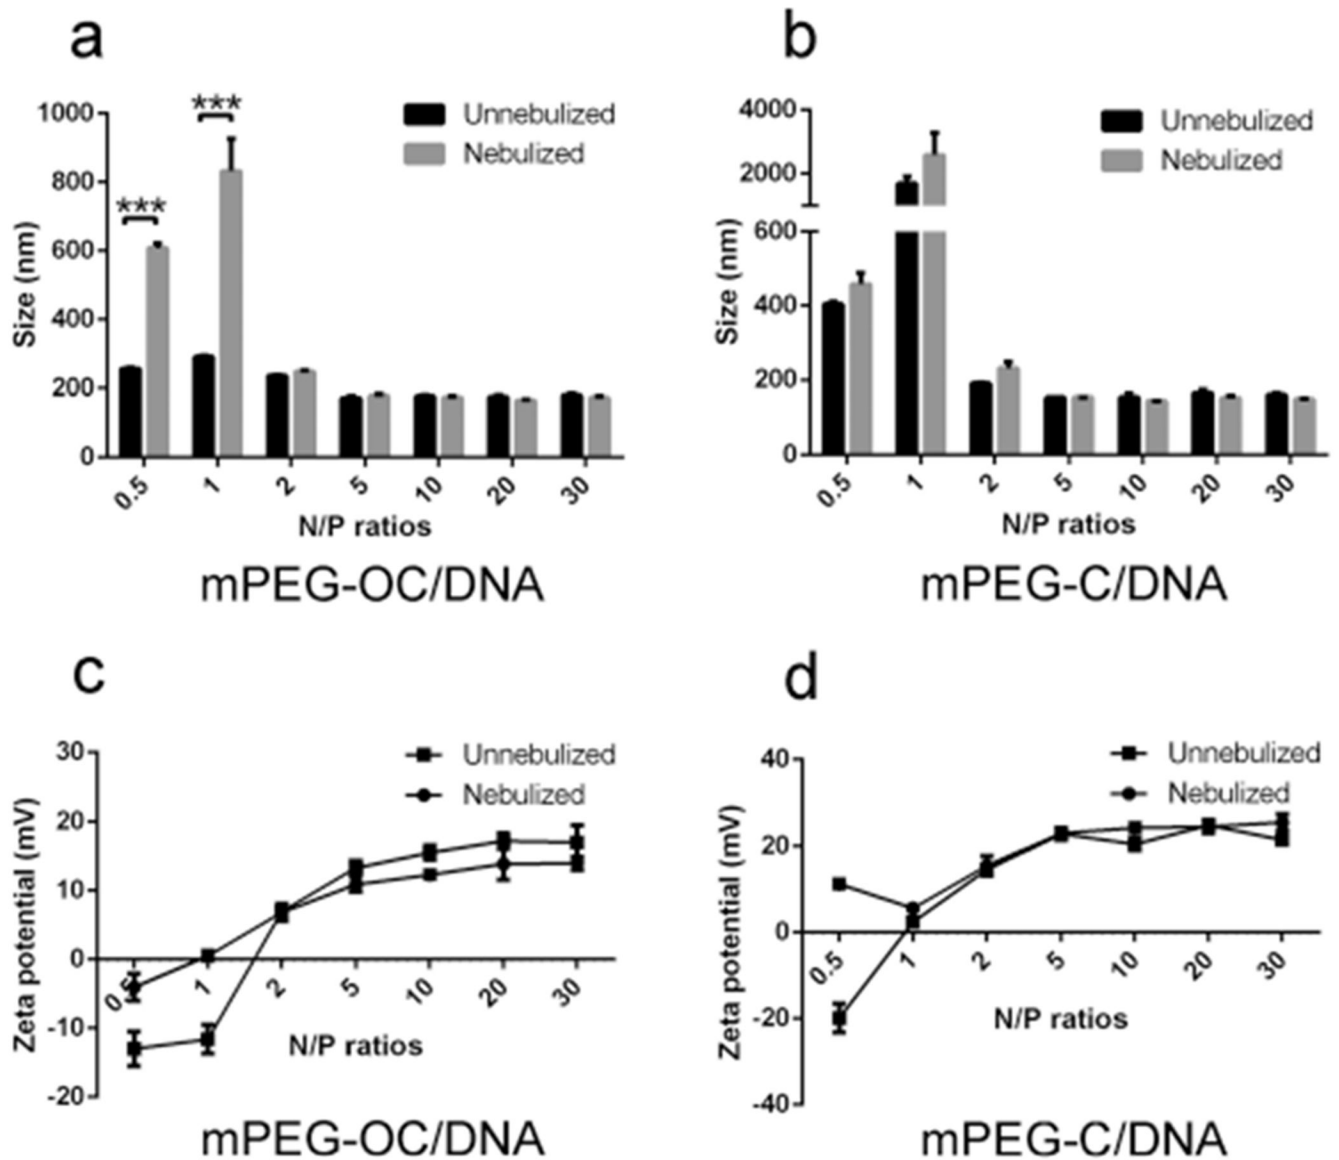 a
***
***
Unnebulized
Nebulized
1000
800
600
400
200
0
Size (nm)
0.5 1 2 5 10 20 30
N/P ratios
mPEG-OC/DNA
b
Unnebulized
Nebulized
4000
2000
600
400
200
0
Size (nm)
0.5 1 2 5 10 20 30
N/P ratios
mPEG-C/DNA
c
Unnebulized
Nebulized
30
20
10
0
-10
-20
Zeta potential (mV)
0.5 1 2 5 10 20 30
N/P ratios
mPEG-OC/DNA
d
Unnebulized
Nebulized
40
20
0
-20
-40
Zeta potential (mV)
0.5 1 2 5 10 20 30
N/P ratios
mPEG-C/DNA